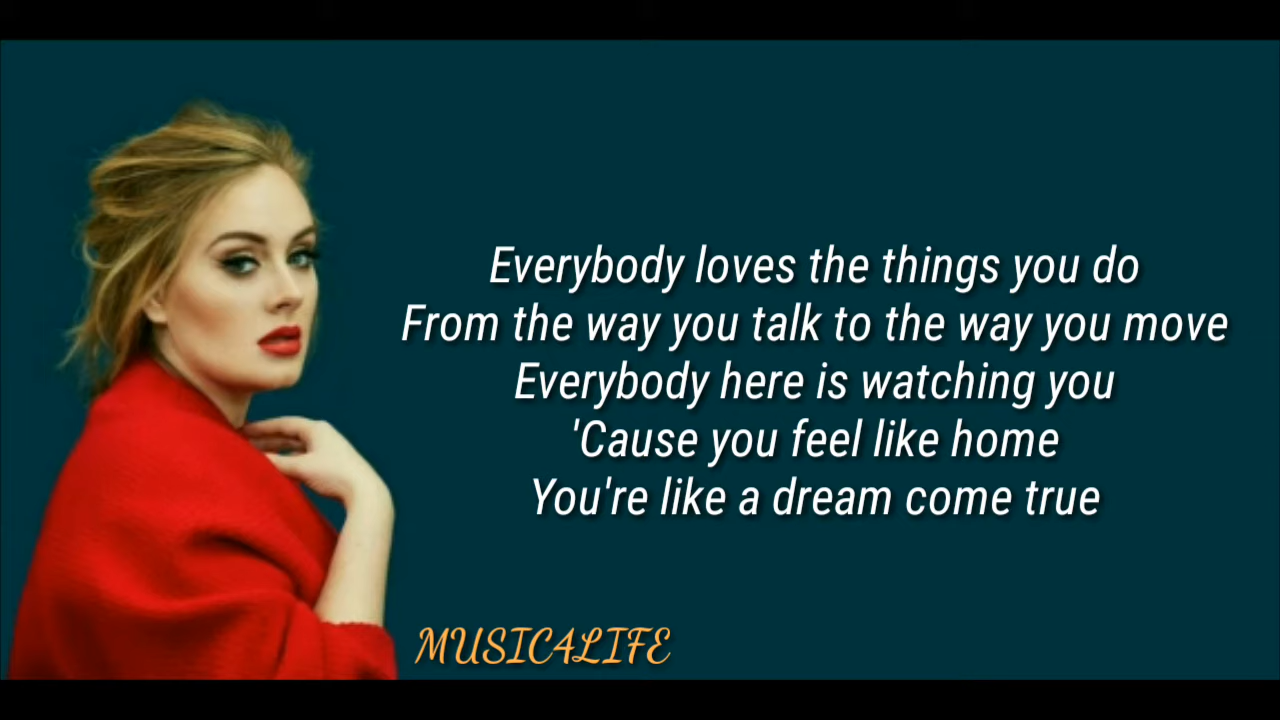 Everybody loves the things you do
From the way you talk to the way you move
Everybody here is watching you
'Cause you feel like home
You're like a dream come true
MUSIC4LIFE